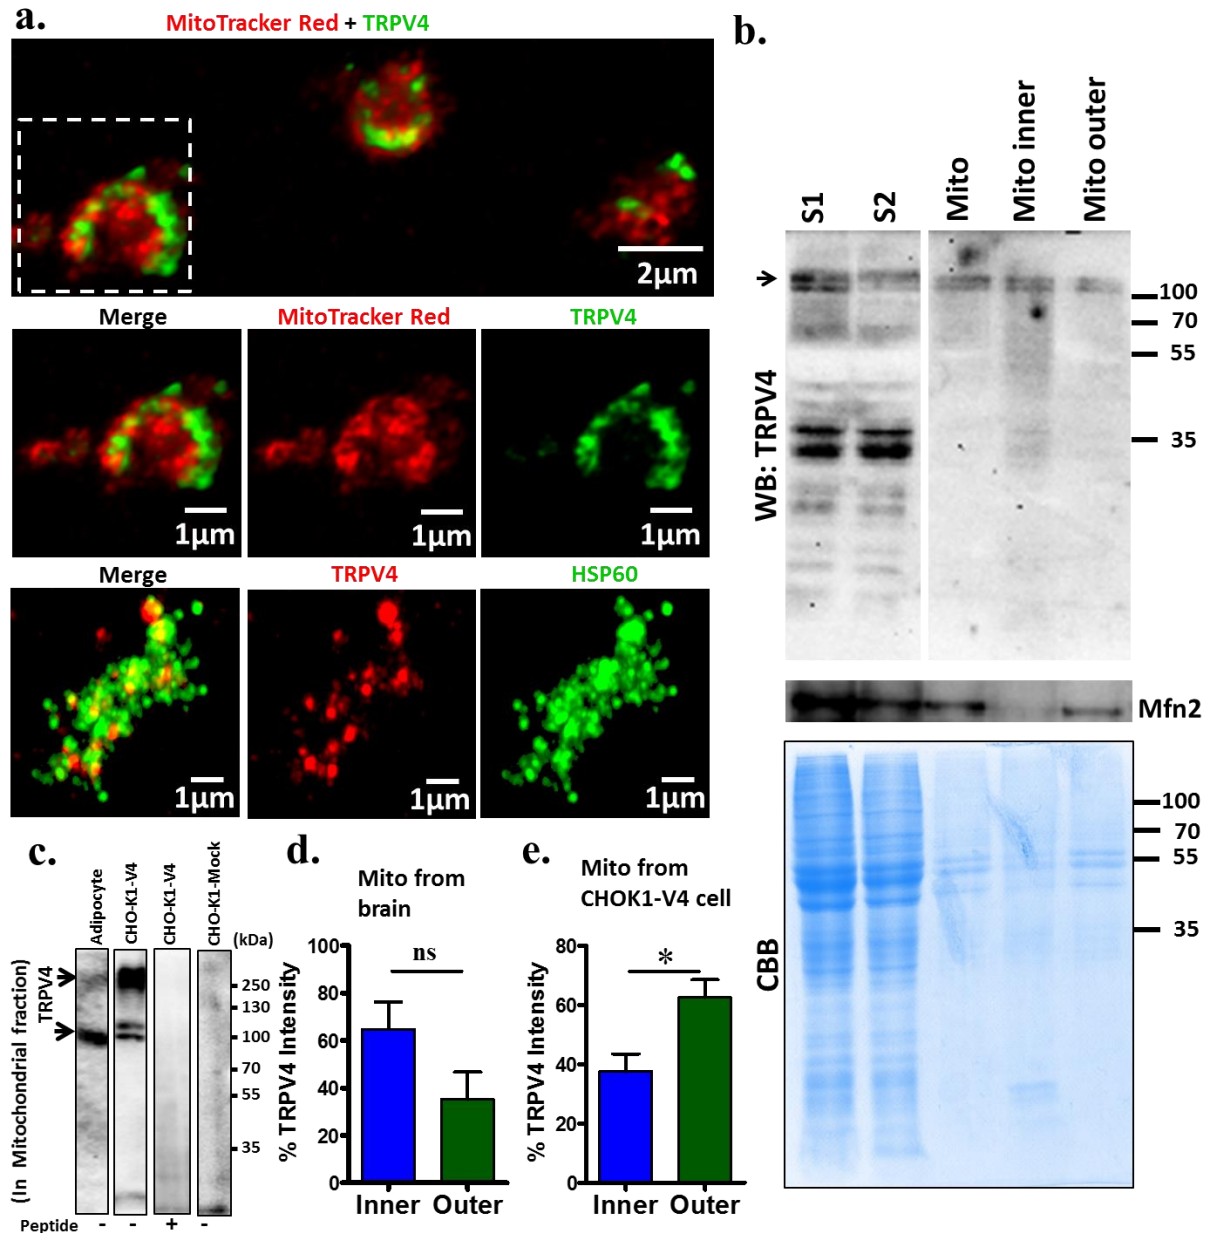 a.
MitoTracker Red + TRPV4
2μm
Merge
MitoTracker Red
TRPV4
1μm
1μm
1μm
Merge
TRPV4
HSP60
1μm
1μm
1μm
b.
S1
S2
Mito
Mito inner
Mito outer
WB: TRPV4
100
70
55
35
Mfn2
CBB
100
70
55
35
c.
Adipocyte
CHO-K1-V4
CHO-K1-V4
CHO-K1-Mock
(kDa)
TRPV4
(In Mitochondrial fraction)
250
130
100
70
55
35
Peptide - - + -
d.
Mito from
brain
ns
% TRPV4 Intensity
100
80
60
40
20
0
Inner Outer
e.
Mito from
CHOK1-V4 cell
*
% TRPV4 Intensity
80
60
40
20
0
Inner Outer